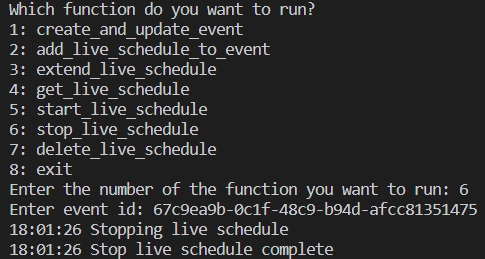 Which function do you want to run?
1: create_and_update_event
2: add_live_schedule_to_event
3: extend_live_schedule
4: get_live_schedule
5: start_live_schedule
6: stop_live_schedule
7: delete_live_schedule
8: exit
Enter the number of the function you want to run: 6
Enter event id: 67c9ea9b-0c1f-48c9-b94d-afcc81351475
18:01:26 Stopping live schedule
18:01:26 Stop live schedule complete